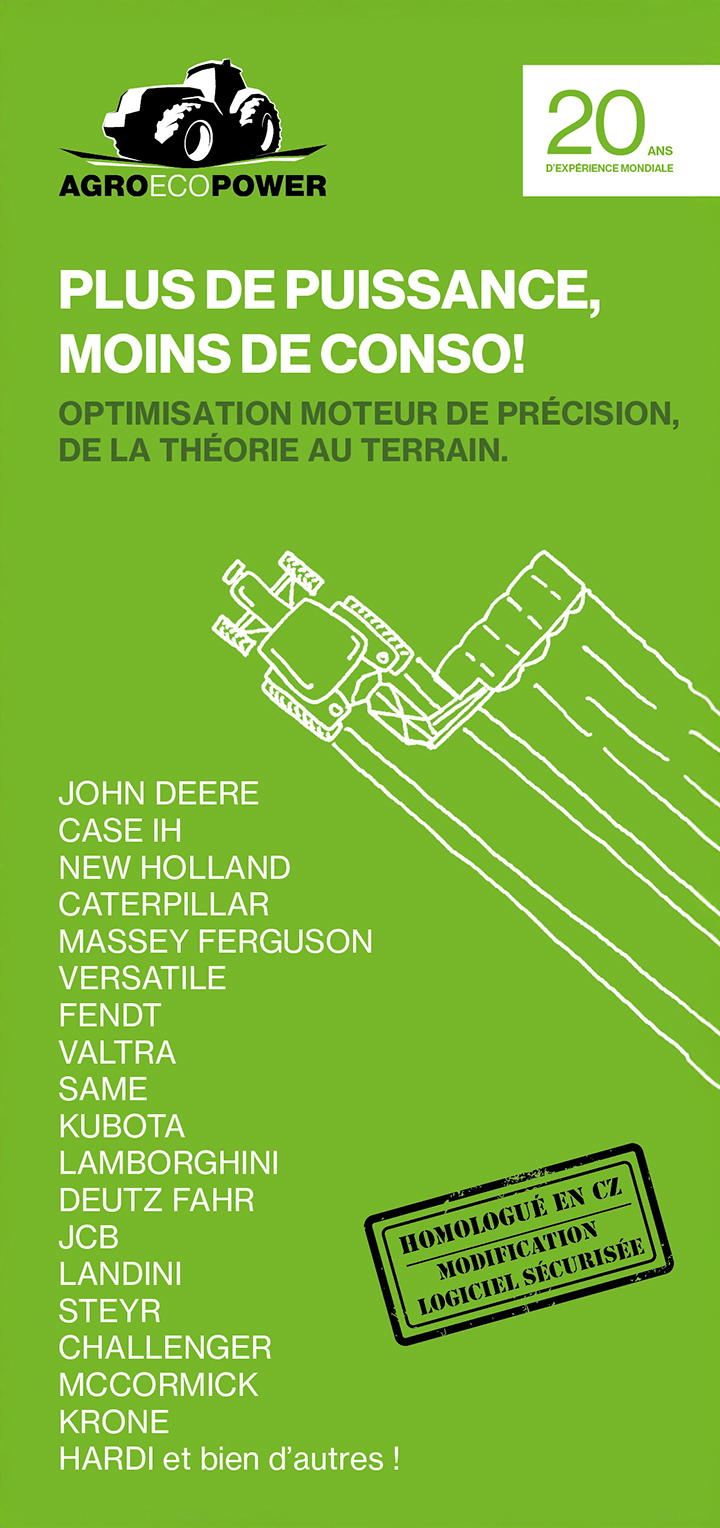 AGROECOPOWER
20 ANS
D'EXPÉRIENCE MONDIALE
PLUS DE PUISSANCE,
MOINS DE CONSO!
OPTIMISATION MOTEUR DE PRÉCISION,
DE LA THÉORIE AU TERRAIN.
JOHN DEERE
CASE IH
NEW HOLLAND
CATERPILLAR
MASSEY FERGUSON
VERSATILE
FENDT
VALTRA
SAME
KUBOTA
LAMBORGHINI
DEUTZ FAHR
JCB
LANDINI
STEYR
CHALLENGER
MCCORMICK
KRONE
HARDI et bien d'autres !
HOMOLOGUÉ EN CZ
MODIFICATION
LOGICIEL SÉCURISÉE